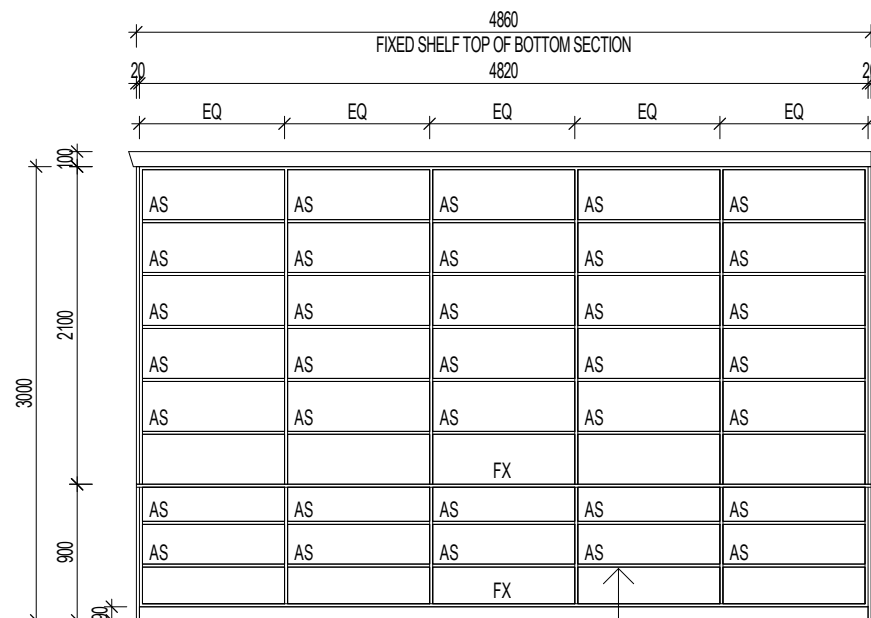 4860
FIXED SHELF TOP OF BOTTOM SECTION
20 4820
EQ EQ EQ EQ EQ
100
AS AS AS AS AS
AS AS AS AS AS
AS AS AS AS AS
2100
AS AS AS AS AS
3000
AS AS AS AS AS
FX
AS AS AS AS AS
900
AS AS AS AS AS
FX
90